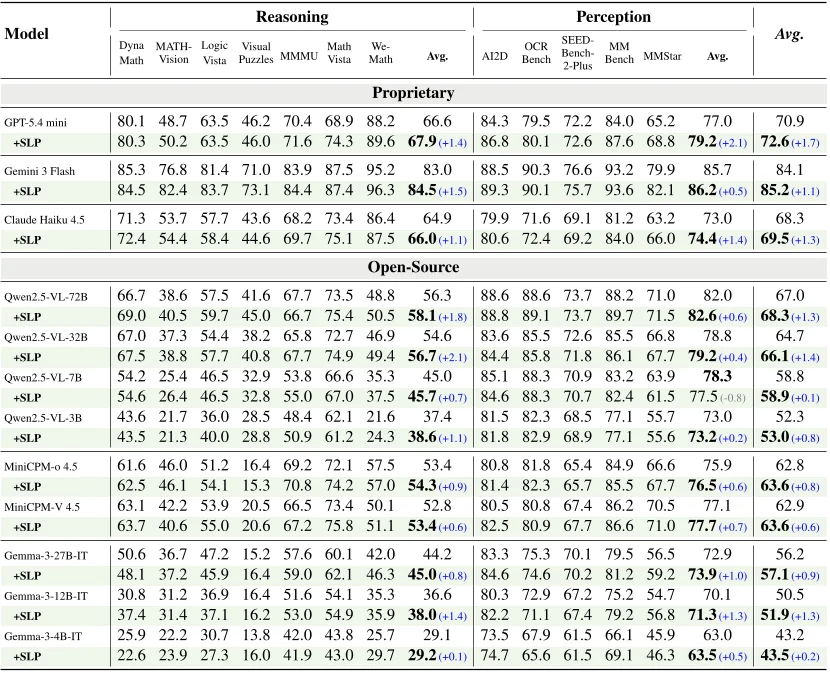 Model Reasoning Perception Avg.
Dyna Math MATH-Vision Logic Vista Visual Puzzles MMMU Math Vista We-Math Avg. AI2D OCR Bench SEED-Bench-2-Plus MM Bench MMStar Avg.
Proprietary
GPT-5.4 mini 80.1 48.7 63.5 46.2 70.4 68.9 88.2 66.6 84.3 79.5 72.2 84.0 65.2 77.0 70.9
+SLP 80.3 50.2 63.5 46.0 71.6 74.3 89.6 67.9 (+1.4) 86.8 80.1 72.6 87.6 68.8 79.2 (+2.1) 72.6 (+1.7)
Gemini 3 Flash 85.3 76.8 81.4 71.0 83.9 87.5 95.2 83.0 88.5 90.3 76.6 93.2 79.9 85.7 84.1
+SLP 84.5 82.4 83.7 73.1 84.4 87.4 96.3 84.5 (+1.5) 89.3 90.1 75.7 93.6 82.1 86.2 (+0.5) 85.2 (+1.1)
Claude Haiku 4.5 71.3 53.7 57.7 43.6 68.2 73.4 86.4 64.9 79.9 71.6 69.1 81.2 63.2 73.0 68.3
+SLP 72.4 54.4 58.4 44.6 69.7 75.1 87.5 66.0 (+1.1) 80.6 72.4 69.2 84.0 66.0 74.4 (+1.4) 69.5 (+1.3)
Open-Source
Qwen2.5-VL-72B 66.7 38.6 57.5 41.6 67.7 73.5 48.8 56.3 88.6 88.6 73.7 88.2 71.0 82.0 67.0
+SLP 69.0 40.5 59.7 45.0 66.7 75.4 50.5 58.1 (+1.8) 88.8 89.1 73.7 89.7 71.5 82.6 (+0.6) 68.3 (+1.3)
Qwen2.5-VL-32B 67.0 37.3 54.4 38.2 65.8 72.7 46.9 54.6 83.6 85.5 72.6 85.5 66.8 78.8 64.7
+SLP 67.5 38.8 57.7 40.8 67.7 74.9 49.4 56.7 (+2.1) 84.4 85.8 71.8 86.1 67.7 79.2 (+0.4) 66.1 (+1.4)
Qwen2.5-VL-7B 54.2 25.4 46.5 32.9 53.8 66.6 35.3 45.0 85.1 88.3 70.9 83.2 63.9 78.3 58.8
+SLP 54.6 26.4 46.5 32.8 55.0 67.0 37.5 45.7 (+0.7) 84.6 88.3 70.7 82.4 61.5 77.5 (-0.8) 58.9 (+0.1)
Qwen2.5-VL-3B 43.6 21.7 36.0 28.5 48.4 62.1 21.6 37.4 81.5 82.3 68.5 77.1 55.7 73.0 52.3
+SLP 43.5 21.3 40.0 28.8 50.9 61.2 24.3 38.6 (+1.1) 81.8 82.9 68.9 77.1 55.6 73.2 (+0.2) 53.0 (+0.8)
MiniCPM-o 4.5 61.6 46.0 51.2 16.4 69.2 72.1 57.5 53.4 80.8 81.8 65.4 84.9 66.6 75.9 62.8
+SLP 62.5 46.1 54.1 15.3 70.8 74.2 57.0 54.3 (+0.9) 81.4 82.3 65.7 85.5 67.7 76.5 (+0.6) 63.6 (+0.8)
MiniCPM-V 4.5 63.1 42.2 53.9 20.5 66.5 73.4 50.1 52.8 80.5 80.8 67.4 86.2 70.5 77.1 62.9
+SLP 63.7 40.6 55.0 20.6 67.2 75.8 51.1 53.4 (+0.6) 82.5 80.9 67.7 86.6 71.0 77.7 (+0.7) 63.6 (+0.6)
Gemma-3-27B-IT 50.6 36.7 47.2 15.2 57.6 60.1 42.0 44.2 83.3 75.3 70.1 79.5 56.5 72.9 56.2
+SLP 48.1 37.2 45.9 16.4 59.0 62.1 46.3 45.0 (+0.8) 84.6 74.6 70.2 81.2 59.2 73.9 (+1.0) 57.1 (+0.9)
Gemma-3-12B-IT 30.8 31.2 36.9 16.4 51.6 54.1 35.3 36.6 80.3 72.9 67.2 75.2 54.7 70.1 50.5
+SLP 37.4 31.4 37.1 16.2 53.0 54.9 35.9 38.0 (+1.4) 82.2 71.1 67.4 79.2 56.8 71.3 (+1.3) 51.9 (+1.3)
Gemma-3-4B-IT 25.9 22.2 30.7 13.8 42.0 43.8 25.7 29.1 73.5 67.9 61.5 66.1 45.9 63.0 43.2
+SLP 22.6 23.9 27.3 16.0 41.9 43.0 29.7 29.2 (+0.1) 74.7 65.6 61.5 69.1 46.3 63.5 (+0.5) 43.5 (+0.2)